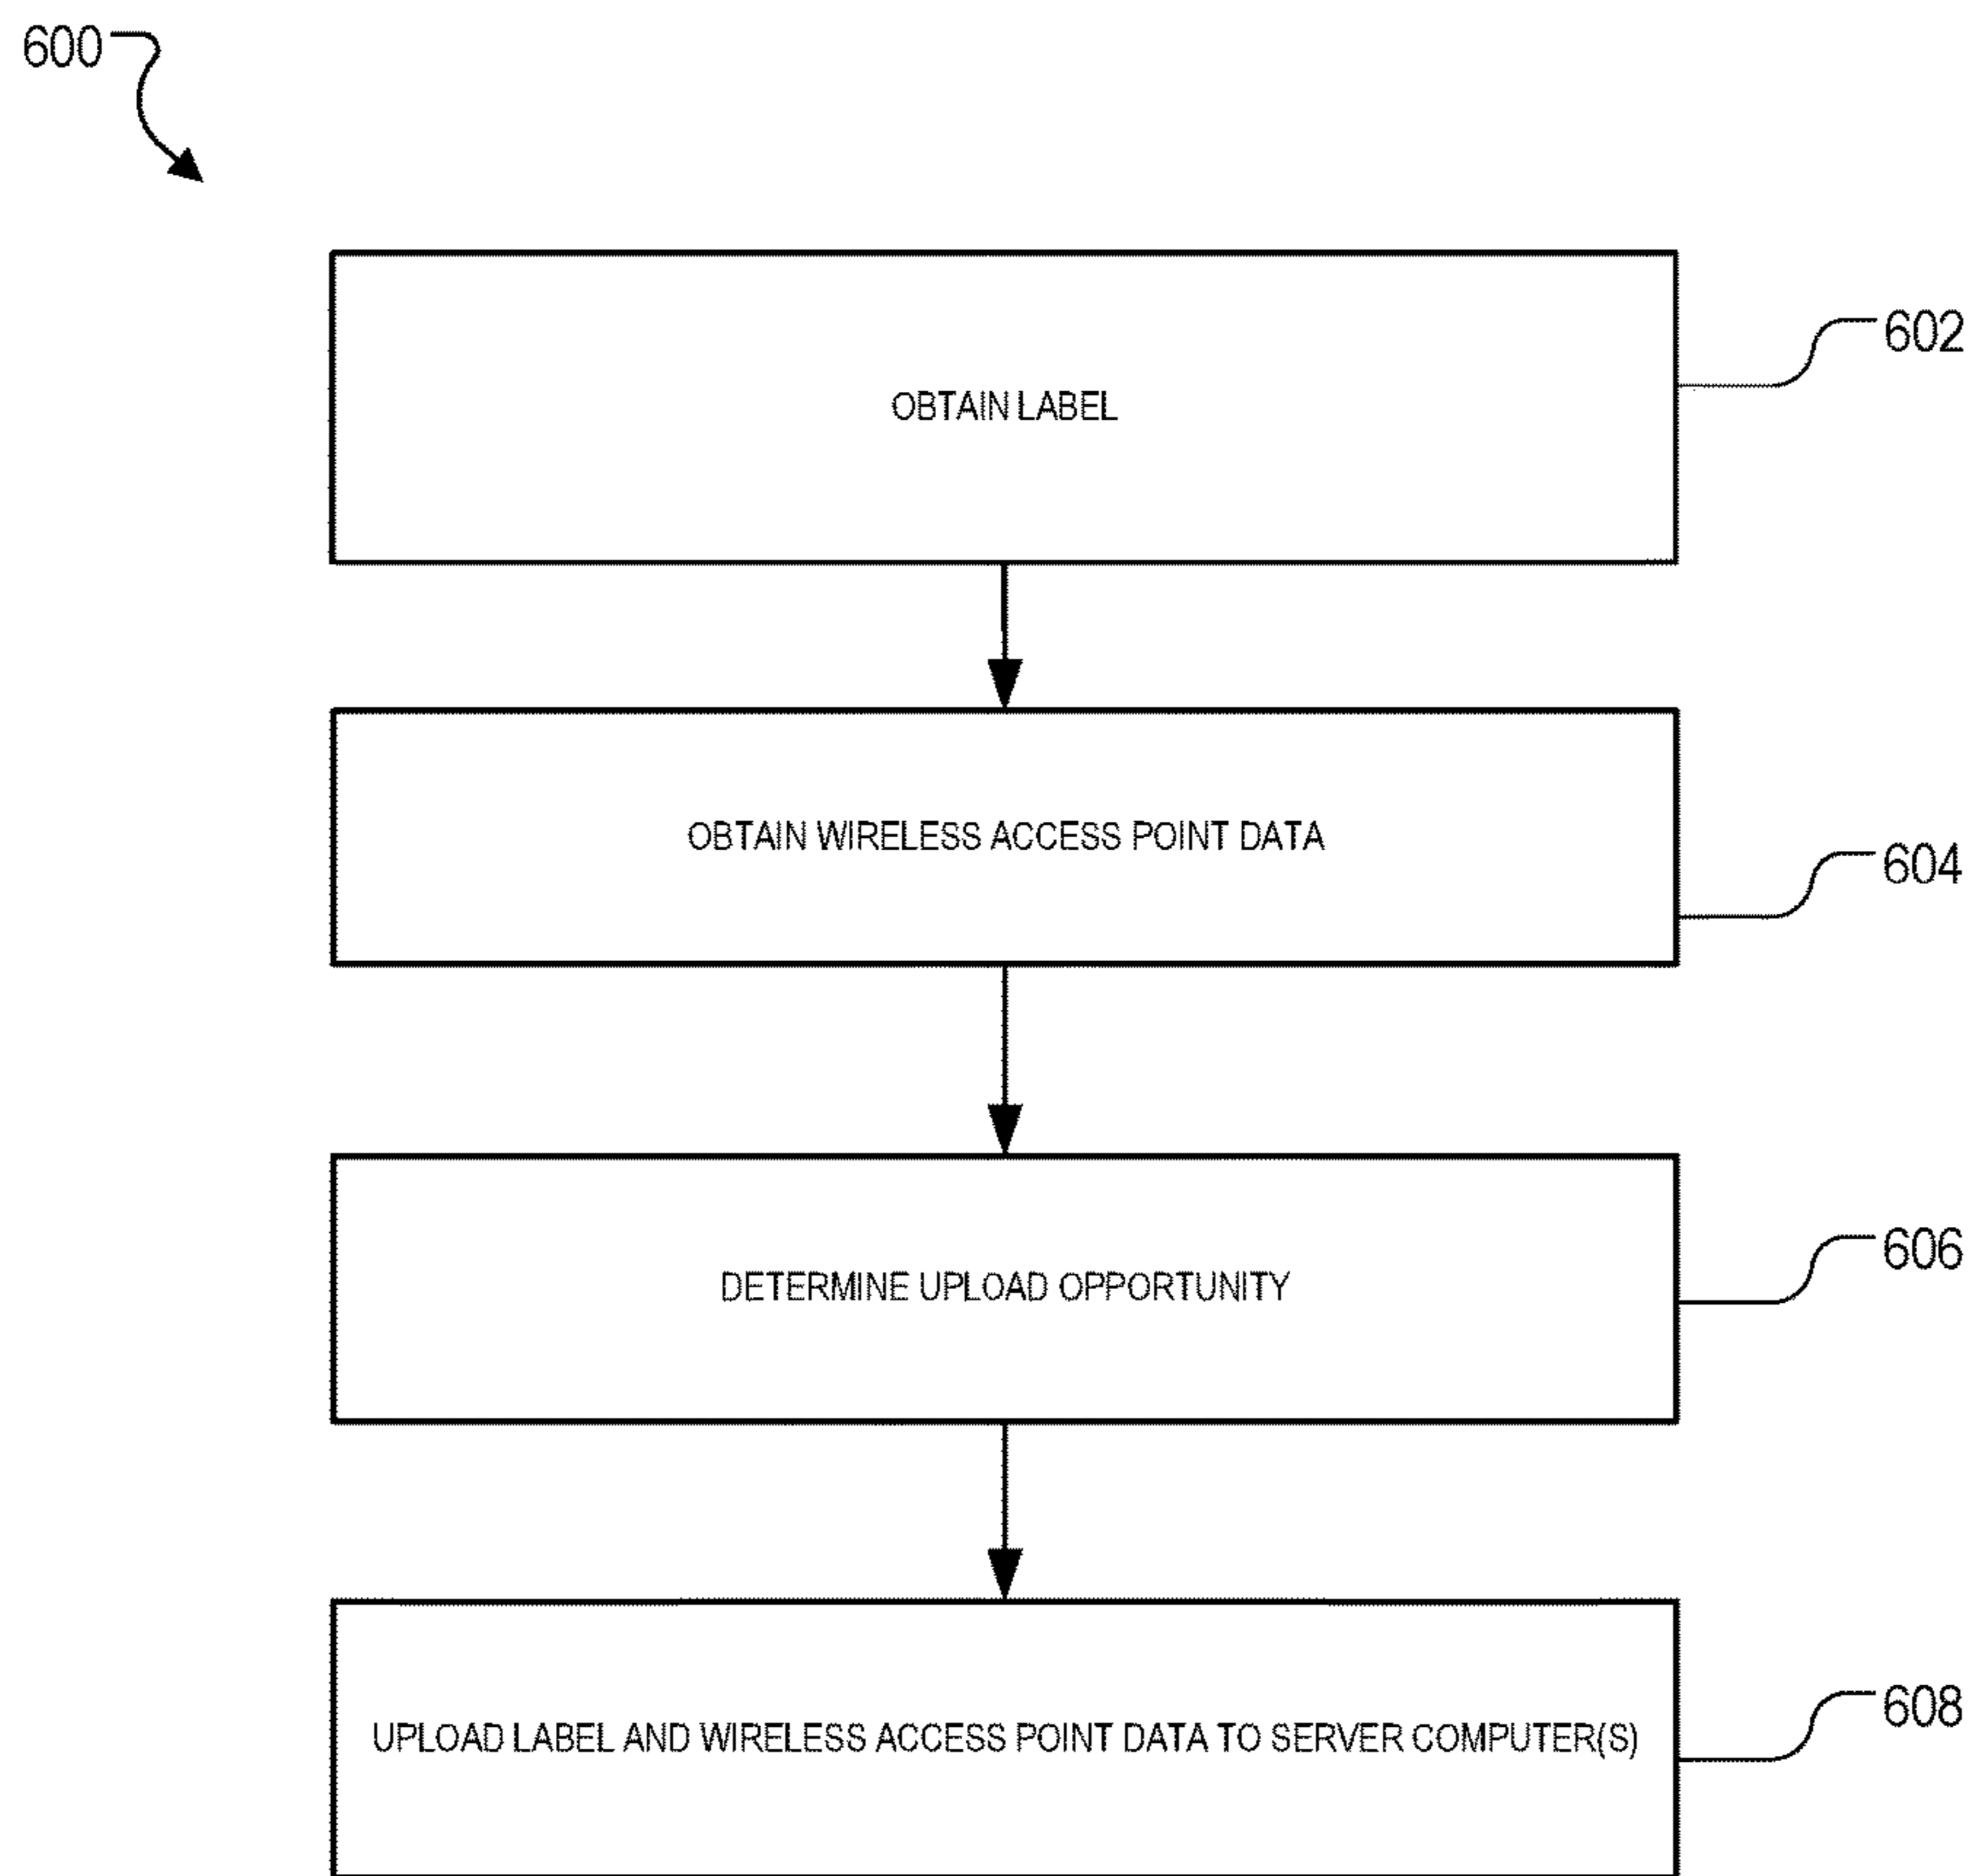 600
OBTAIN LABEL
602
OBTAIN WIRELESS ACCESS POINT DATA
604
DETERMINE UPLOAD OPPORTUNITY
606
UPLOAD LABEL AND WIRELESS ACCESS POINT DATA TO SERVER COMPUTER(S)
608